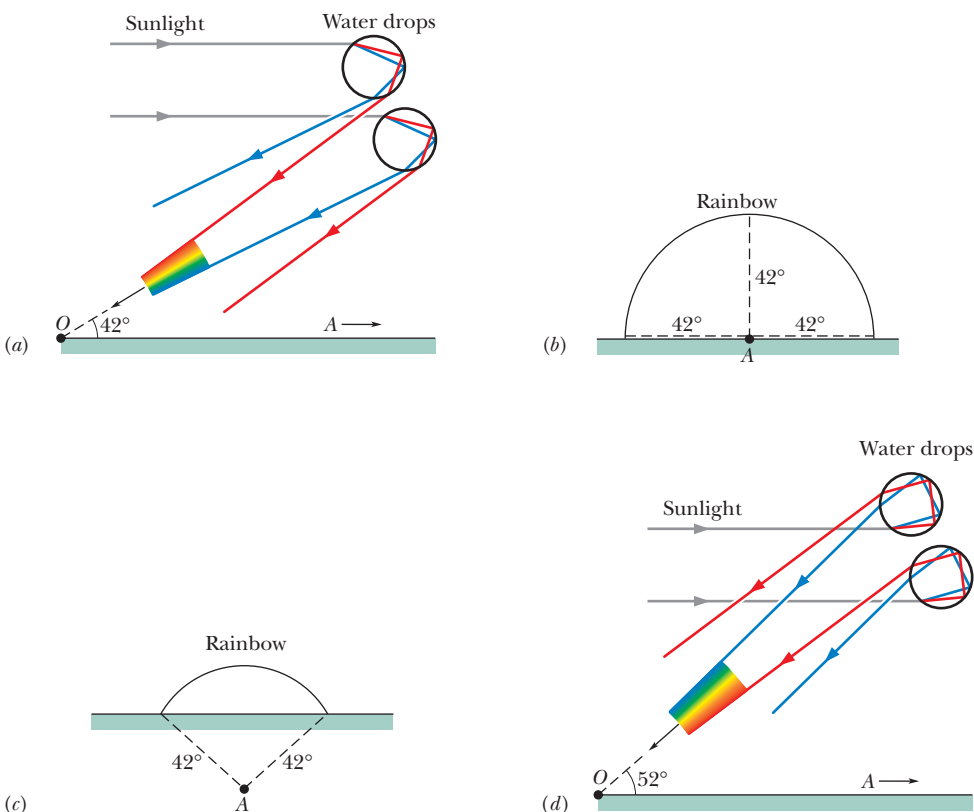 Sunlight
Water drops
O
42°
A
(a)
Rainbow
42°
42°
42°
A
(b)
Rainbow
42°
42°
A
(c)
Water drops
Sunlight
O
52°
A
(d)